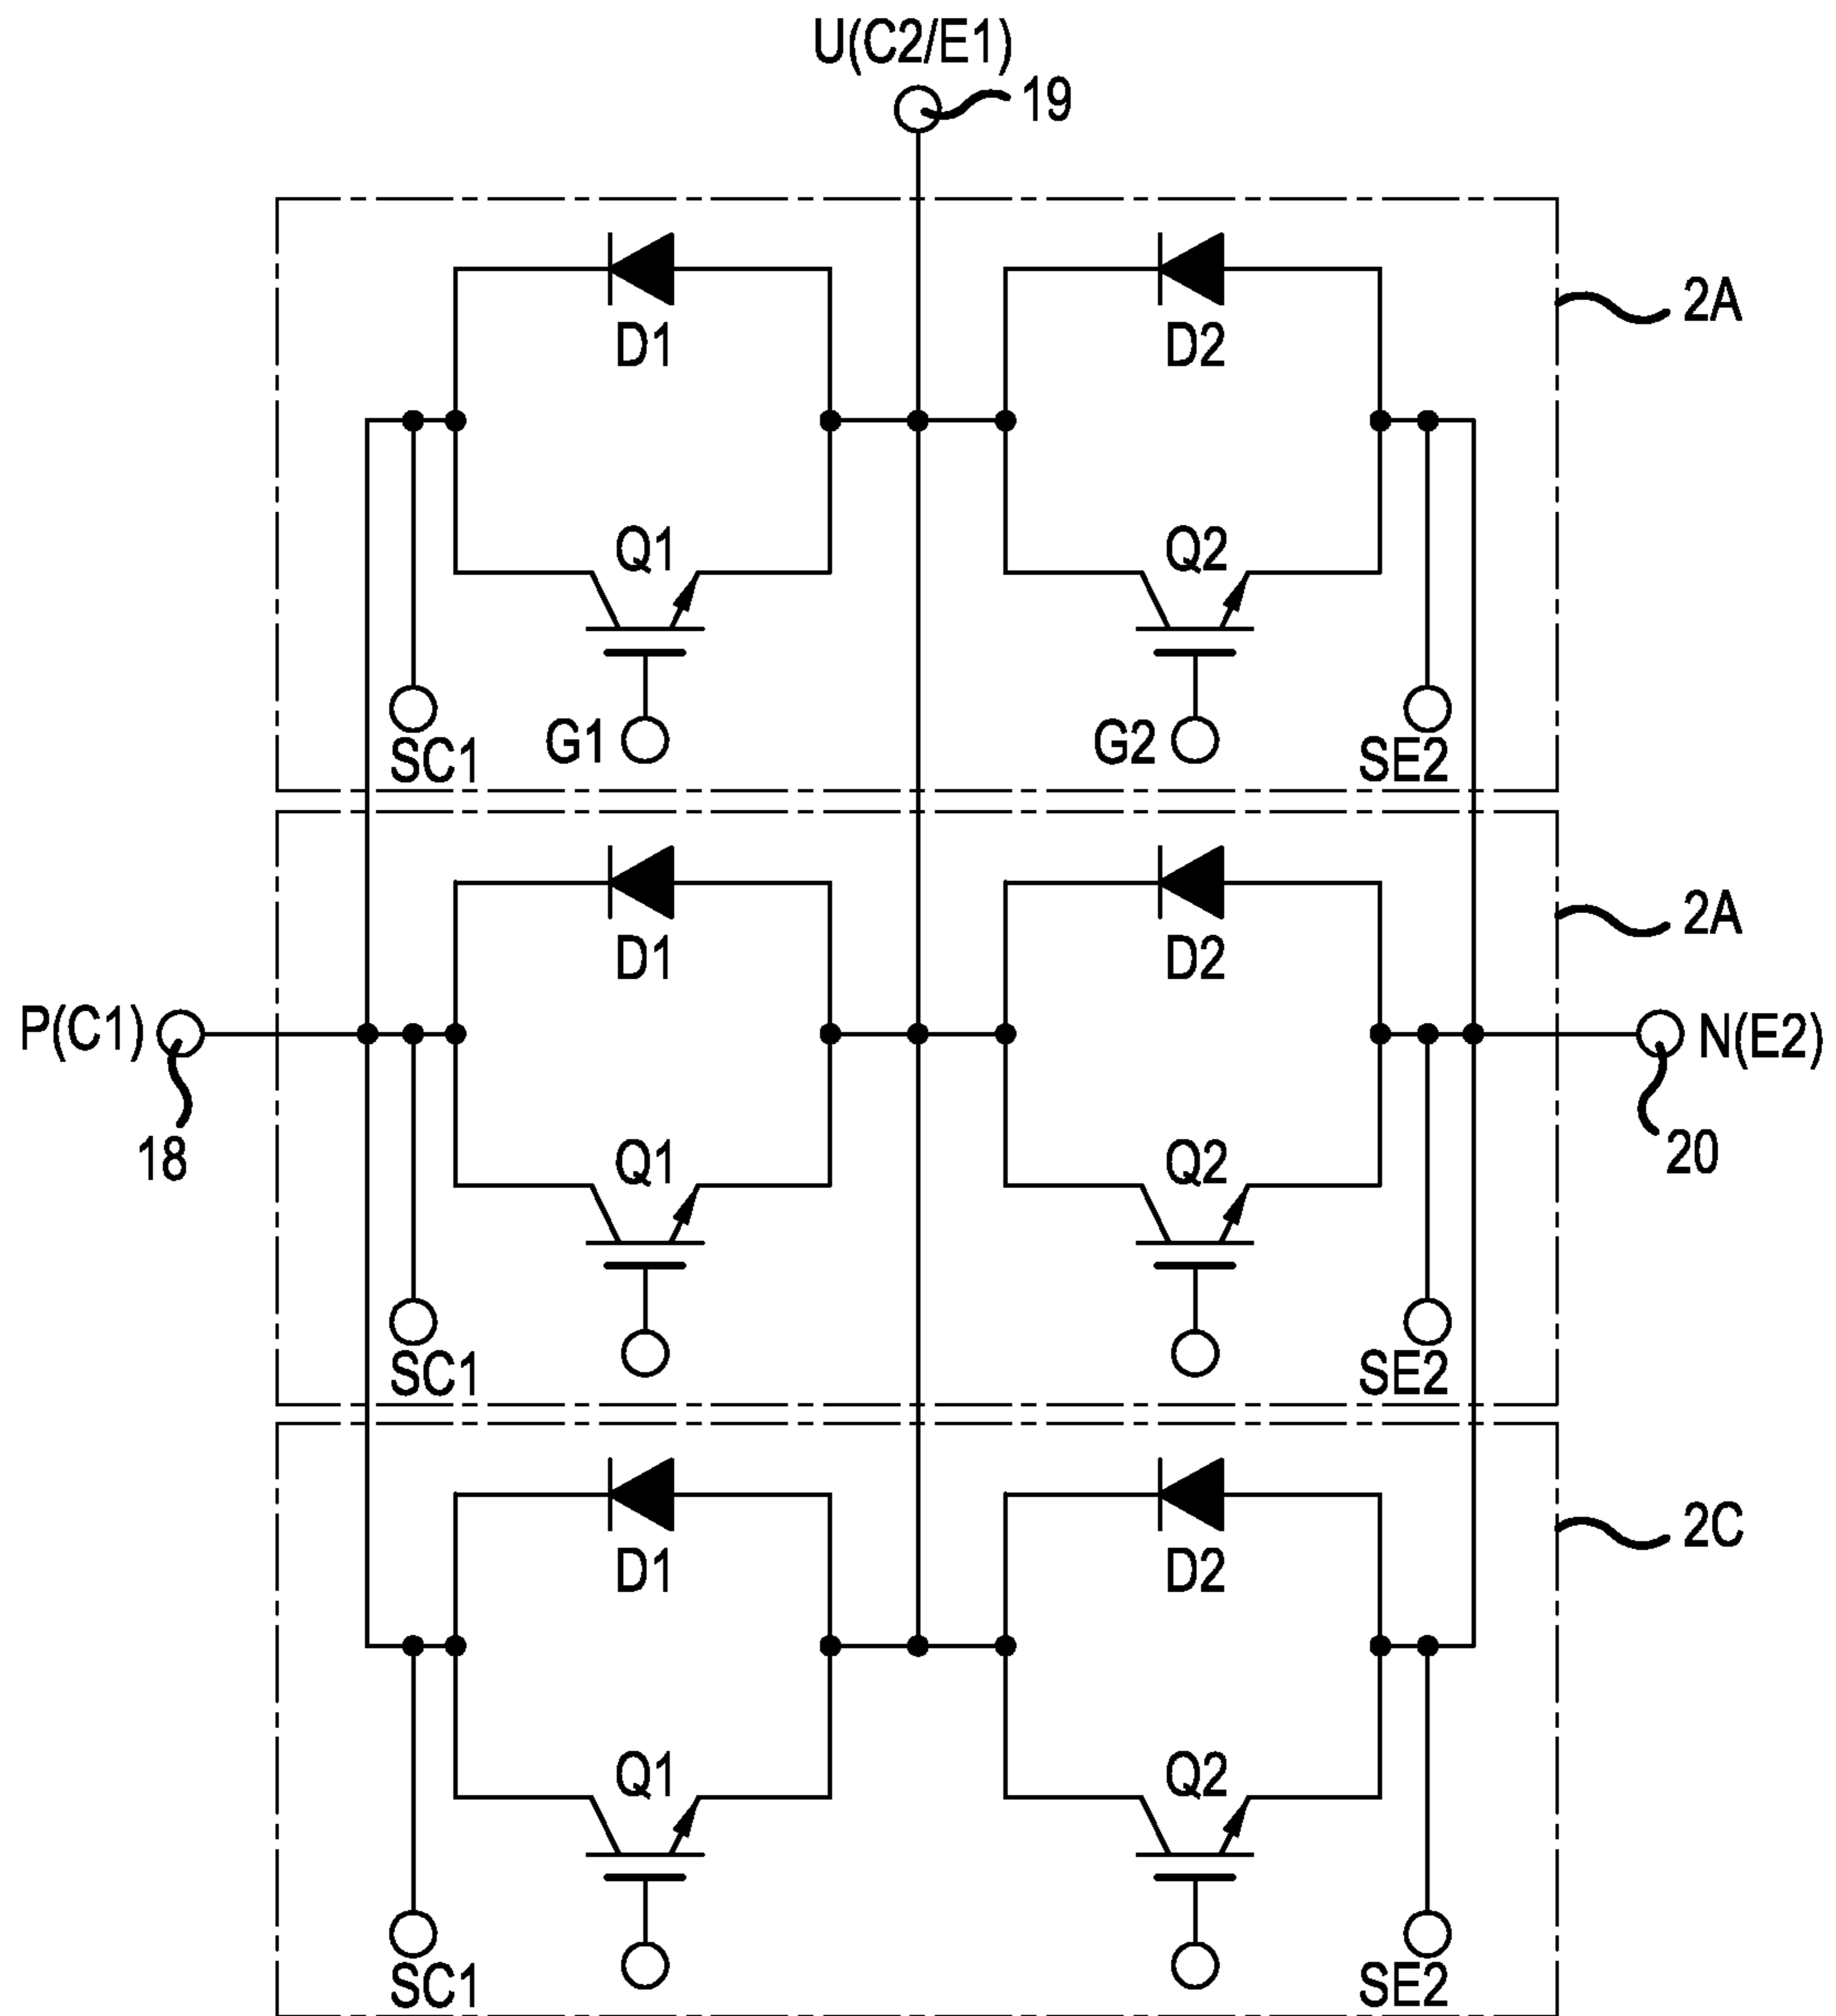 U(C2/E1)
19
2A
D1
D2
Q1
Q2
SC1
G1
G2
SE2
2A
D1
D2
P(C1)
N(E2)
18
Q1
Q2
20
SC1
SE2
2C
D1
D2
Q1
Q2
SC1
SE2